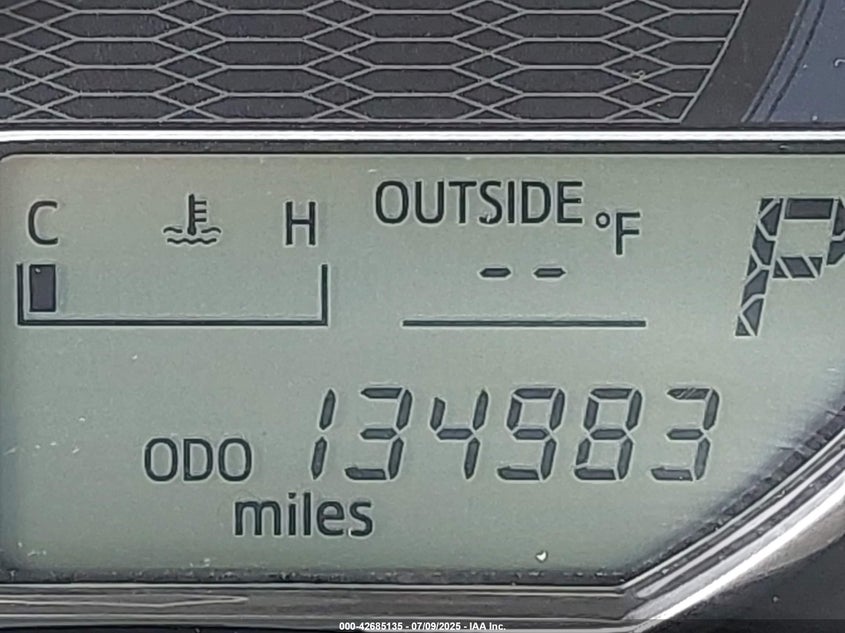 C H
OUTSIDE °F
-- P
ODO 134983
miles
000-42685135 - 07/09/2025 - IAA Inc.